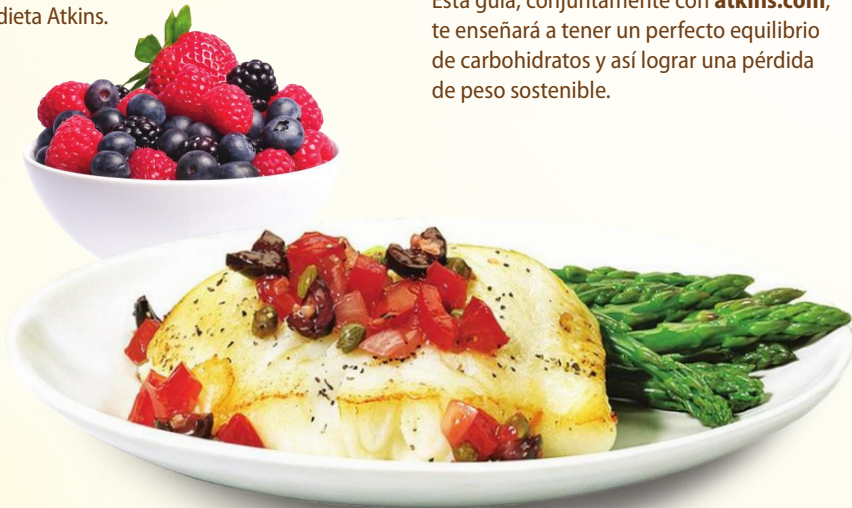 dieta Atkins.
Esta guía, conjuntamente con atkins.com,
te enseñará a tener un perfecto equilibrio
de carbohidratos y así lograr una pérdida
de peso sostenible.